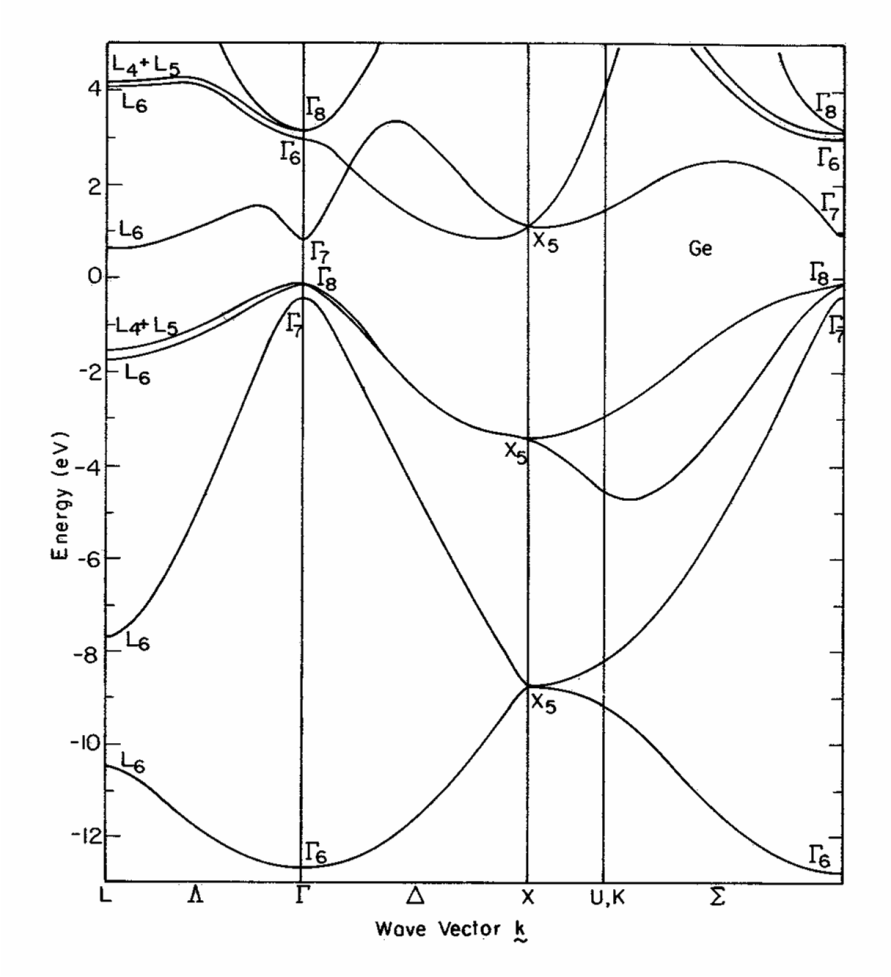 L₄+L₅
L₆
Γ₈
Γ₆
Γ₈
Γ₆
4
2
0
-2
-4
-6
-8
-10
-12
L₆
Γ₇
Γ₈
Γ₇
X₅
Ge
Γ₇
Γ₈
Γ₇
L₄+L₅
L₆
X₅
L₆
X₅
L₆
Γ₆
Γ₆
Energy (eV)
L Λ Γ Δ X U,K Σ
Wave Vector k